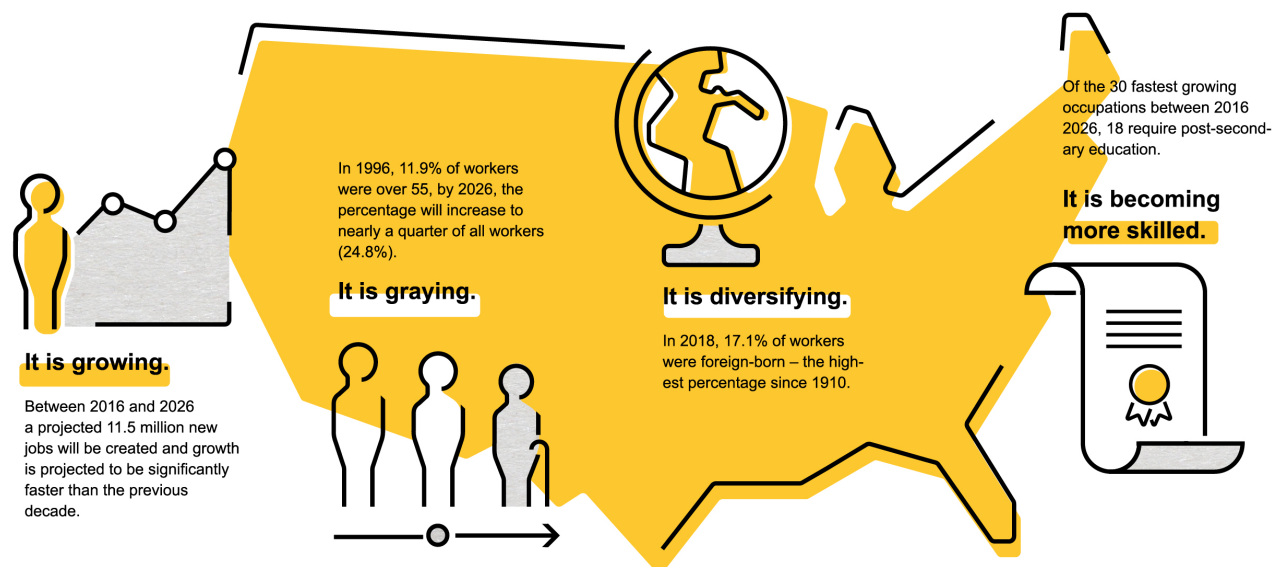 It is growing.
Between 2016 and 2026
a projected 11.5 million new
jobs will be created and growth
is projected to be significantly
faster than the previous
decade.
In 1996, 11.9% of workers
were over 55, by 2026, the
percentage will increase to
nearly a quarter of all workers
(24.8%).
It is graying.
It is diversifying.
In 2018, 17.1% of workers
were foreign-born – the high-
est percentage since 1910.
Of the 30 fastest growing
occupations between 2016
2026, 18 require post-second-
ary education.
It is becoming
more skilled.